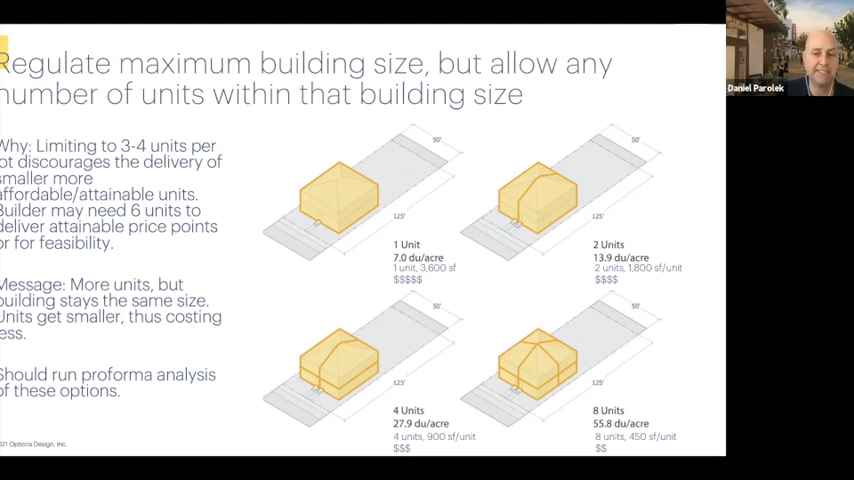 Regulate maximum building size, but allow any
number of units within that building size
Why: Limiting to 3-4 units per
lot discourages the delivery of
smaller more
affordable/attainable units.
Builder may need 6 units to
deliver attainable price points
or for feasibility.
Message: More units, but
building stays the same size.
Units get smaller, thus costing
less.
Should run proforma analysis
of these options.
50'
125'
1 Unit
7.0 du/acre
1 unit, 3,600 sf
$$$$$
50'
125'
2 Units
13.9 du/acre
2 units, 1,800 sf/unit
$$$$
50'
125'
4 Units
27.9 du/acre
4 units, 900 sf/unit
$$$
50'
125'
8 Units
55.8 du/acre
8 units, 450 sf/unit
$$
2021 Opticos Design, Inc.
Daniel Parolek